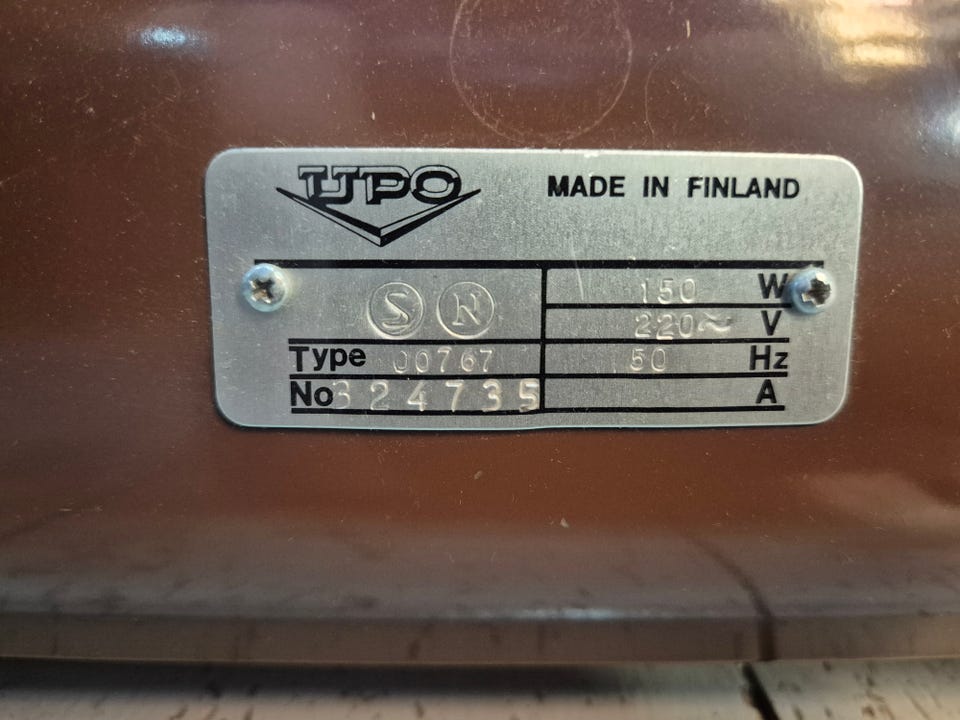 UPO
MADE IN FINLAND
S N
150 W
220~ V
Type 00767
50 Hz
No 324735
A